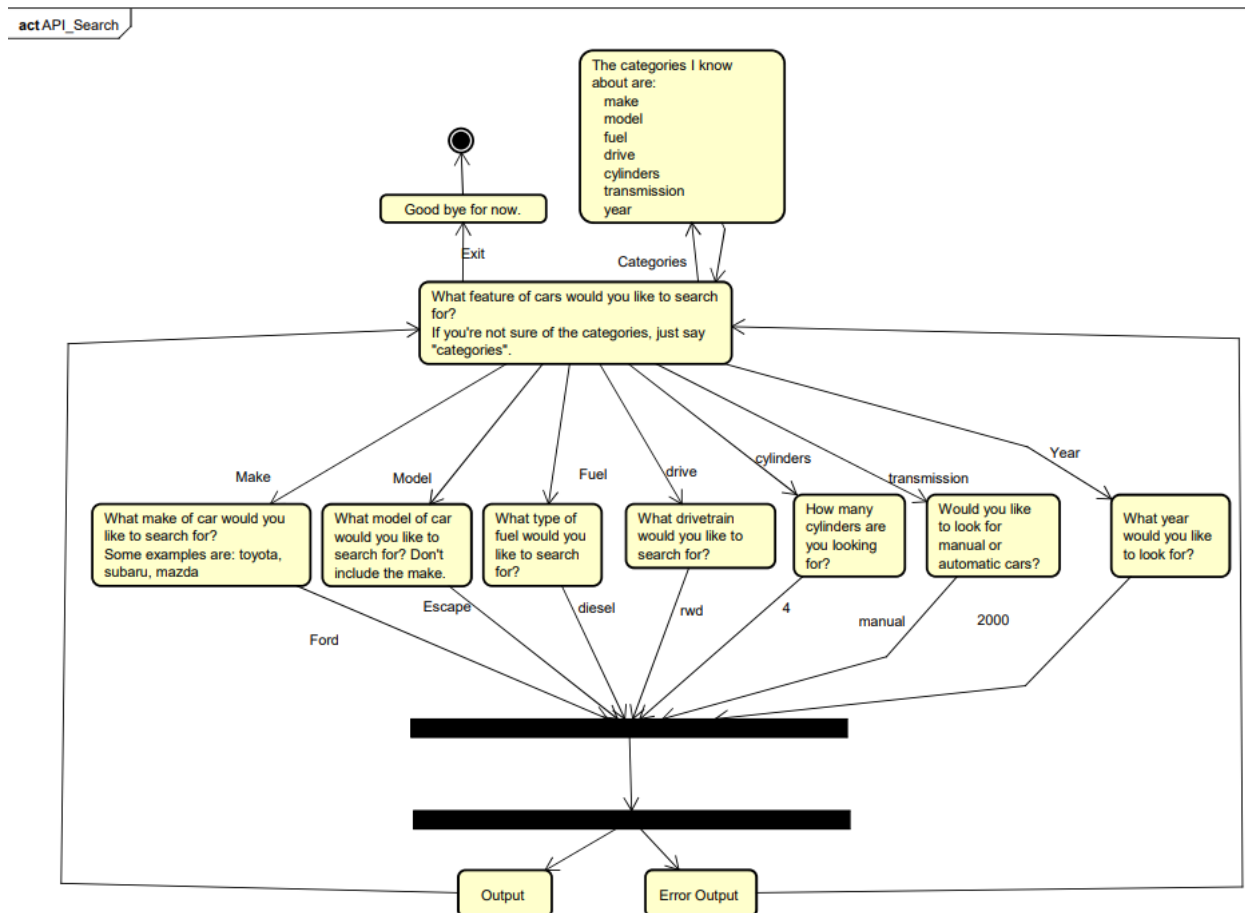 act API_Search
The categories I know
about are:
make
model
fuel
drive
cylinders
transmission
year
Good bye for now.
Exit
Categories
What feature of cars would you like to search
for?
If you're not sure of the categories, just say
"categories".
Make
Model
Fuel
drive
cylinders
transmission
Year
What make of car would you
like to search for?
Some examples are: toyota,
subaru, mazda
What model of car
would you like to
search for? Don't
include the make.
What type of
fuel would you
like to search
for?
What drivetrain
would you like to
search for?
How many
cylinders are
you looking
for?
Would you like
to look for
manual or
automatic cars?
What year
would you like
to look for?
Ford
Escape
diesel
rwd
4
manual
2000
Output
Error Output